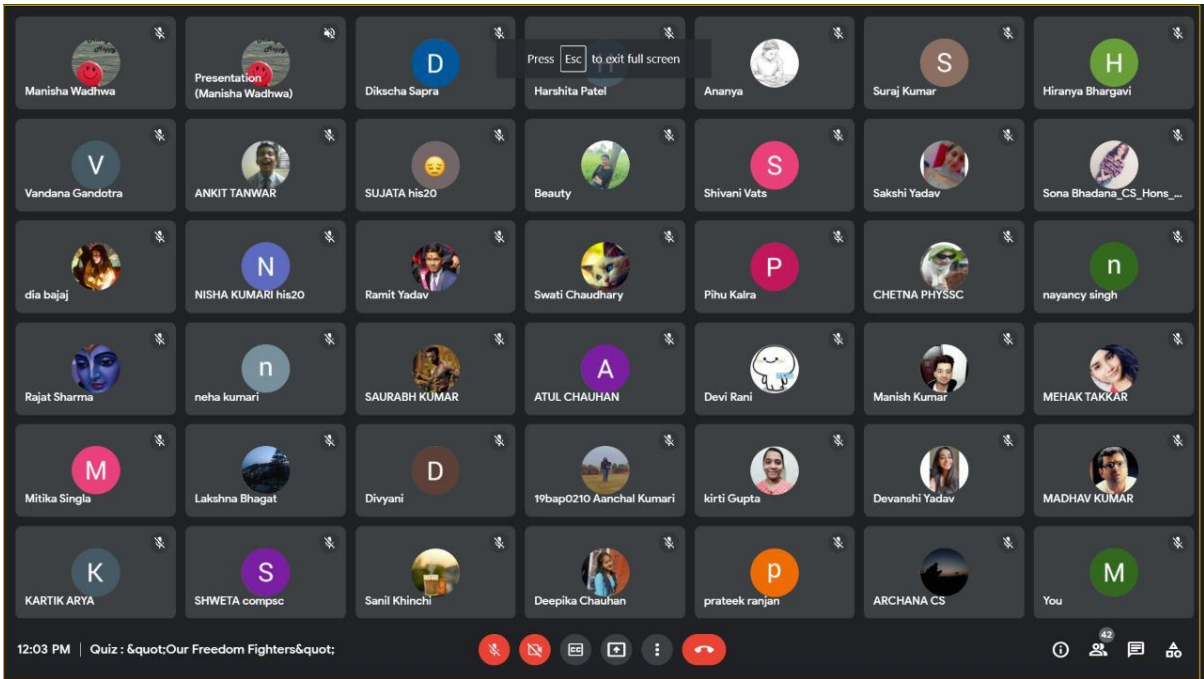 Manisha Wadhwa
Presentation
(Manisha Wadhwa)
D
Dikscha Sapra
Press Esc to exit full screen
H
Harshita Patel
Ananya
S
Suraj Kumar
H
Hiranya Bhargavi
V
Vandana Gandotra
ANKIT TANWAR
SUJATA his20
Beauty
S
Shivani Vats
Sakshi Yadav
Sona Bhadana_CS_Hons_...
dia bajaj
N
NISHA KUMARI his20
Ramit Yadav
Swati Chaudhary
P
Pihu Kalra
CHETNA PHYSSC
n
nayancy singh
Rajat Sharma
n
neha kumari
SAURABH KUMAR
A
ATUL CHAUHAN
Devi Rani
Manish Kumar
MEHAK TAKKAR
M
Mitika Singla
Lakshna Bhagat
D
Divyani
19bap0210 Aanchal Kumari
kirti Gupta
Devanshi Yadav
MADHAV KUMAR
K
KARTIK ARYA
S
SHWETA compsc
Sanil Khinchi
Deepika Chauhan
p
prateek ranjan
ARCHANA CS
M
You
12:03 PM | Quiz : &quot;Our Freedom Fighters&quot;
CC
42